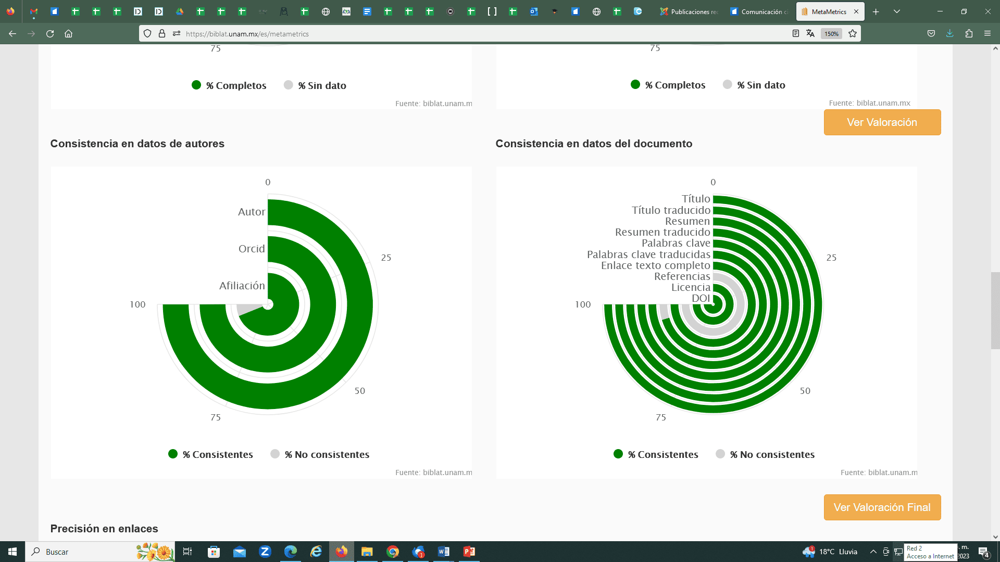 Publicaciones re
Comunicación c
MetaMetrics
https://biblat.unam.mx/es/metametrics
150%
75
% Completos
% Sin dato
Fuente: biblat.unam.m
75
% Completos
% Sin dato
Fuente: biblat.unam.mx
Ver Valoración
Consistencia en datos de autores
0
Autor
Orcid
Afiliación
25
50
75
100
% Consistentes
% No consistentes
Fuente: biblat.unam.m
Consistencia en datos del documento
0
Título
Título traducido
Resumen
Resumen traducido
Palabras clave
Palabras clave traducidas
Enlace texto completo
Referencias
Licencia
DOI
25
50
75
100
% Consistentes
% No consistentes
Fuente: biblat.unam.m
Ver Valoración Final
Precisión en enlaces
Buscar
18°C Lluvia
Red 2
Acceso a Internet
. m.
2023
4